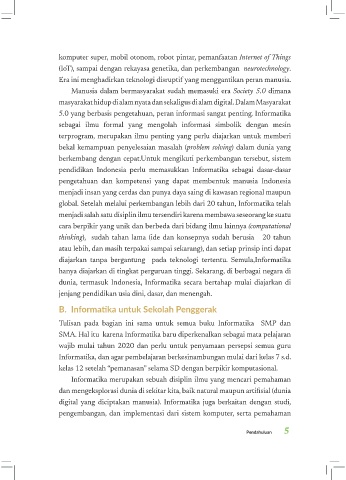 komputer super, mobil otonom, robot pintar, pemanfaatan Internet of Things
(IoT), sampai dengan rekayasa genetika, dan perkembangan neurotechnology.
Era ini menghadirkan teknologi disruptif yang menggantikan peran manusia.
Manusia dalam bermasyarakat sudah memasuki era Society 5.0 dimana
masyarakat hidup di alam nyata dan sekaligus di alam digital. Dalam Masyarakat
5.0 yang berbasis pengetahuan, peran informasi sangat penting. Informatika
sebagai ilmu formal yang mengolah informasi simbolik dengan mesin
terprogram, merupakan ilmu penting yang perlu diajarkan untuk memberi
bekal kemampuan penyelesaian masalah (problem solving) dalam dunia yang
berkembang dengan cepat.Untuk mengikuti perkembangan tersebut, sistem
pendidikan Indonesia perlu memasukkan Informatika sebagai dasar-dasar
pengetahuan dan kompetensi yang dapat membentuk manusia Indonesia
menjadi insan yang cerdas dan punya daya saing di kawasan regional maupun
global. Setelah melalui perkembangan lebih dari 20 tahun, Informatika telah
menjadi salah satu disiplin ilmu tersendiri karena membawa seseorang ke suatu
cara berpikir yang unik dan berbeda dari bidang ilmu lainnya (computational
thinking), sudah tahan lama (ide dan konsepnya sudah berusia 20 tahun
atau lebih, dan masih terpakai sampai sekarang), dan setiap prinsip inti dapat
diajarkan tanpa bergantung pada teknologi tertentu. Semula,Informatika
hanya diajarkan di tingkat perguruan tinggi. Sekarang, di berbagai negara di
dunia, termasuk Indonesia, Informatika secara bertahap mulai diajarkan di
jenjang pendidikan usia dini, dasar, dan menengah.
B. Informatika untuk Sekolah Penggerak
Tulisan pada bagian ini sama untuk semua buku Informatika SMP dan
SMA. Hal itu karena Informatika baru diperkenalkan sebagai mata pelajaran
wajib mulai tahun 2020 dan perlu untuk penyamaan persepsi semua guru
Informatika, dan agar pembelajaran berkesinambungan mulai dari kelas 7 s.d.
kelas 12 setelah "pemanasan" selama SD dengan berpikir komputasional.
Informatika merupakan sebuah disiplin ilmu yang mencari pemahaman
dan mengeksplorasi dunia di sekitar kita, baik natural maupun artifisial (dunia
digital yang diciptakan manusia). Informatika juga berkaitan dengan studi,
pengembangan, dan implementasi dari sistem komputer, serta pemahaman
Pendahuluan 5